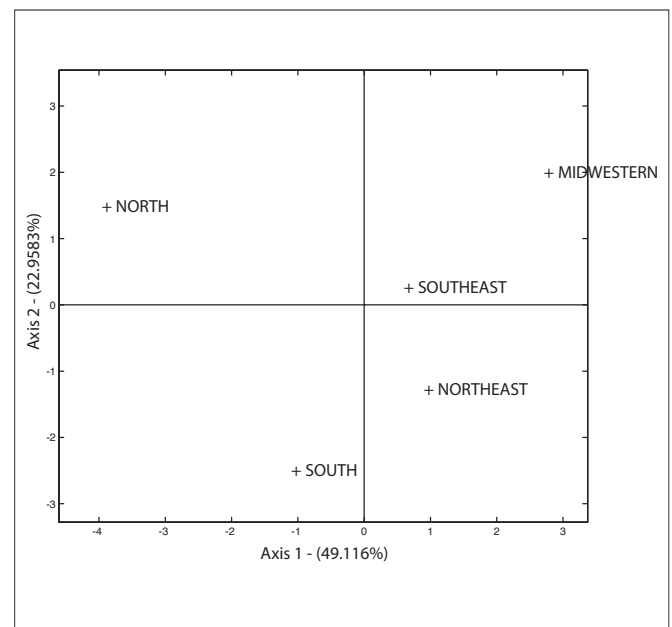 3
2
+ MIDWESTERN
+ NORTH
1
+ SOUTHEAST
0
-1
+ NORTHEAST
-2
+ SOUTH
-3
-4 -3 -2 -1 0 1 2 3
Axis 1 - (49.116%)
Axis 2 - (22.9583%)